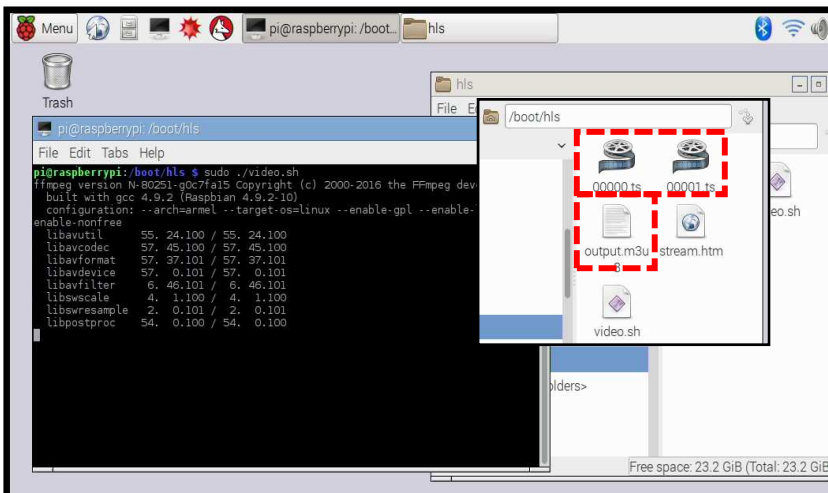 Menu
pi@raspberrypi: /boot...
hls
Trash
hls
File
pi@raspberrypi: /boot/hls
File Edit Tabs Help
pi@raspberrypi:/boot/hls $ sudo ./video.sh
ffmpeg version N-80251-g0c7fa15 Copyright (c) 2000-2016 the FFmpeg
built with gcc 4.9.2 (Raspbian 4.9.2-10)
configuration: --arch=armel --target-os=linux --enable-gpl
enable-nonfree
libavutil 55. 24.100 / 55. 24.100
libavcodec 57. 45.100 / 57. 45.100
libavformat 57. 37.101 / 57. 37.101
libavdevice 57. 0.101 / 57. 0.101
libavfilter 6. 46.101 / 6. 46.101
libswscale 4. 1.100 / 4. 1.100
libswresample 2. 0.101 / 2. 0.101
libpostproc 54. 0.100 / 54. 0.100
/boot/hls
00000.ts 00001.ts
output.m3u
8
stream.htm
video.sh
eo.sh
olders>
Free space: 23.2 GiB (Total: 23.2 GiB